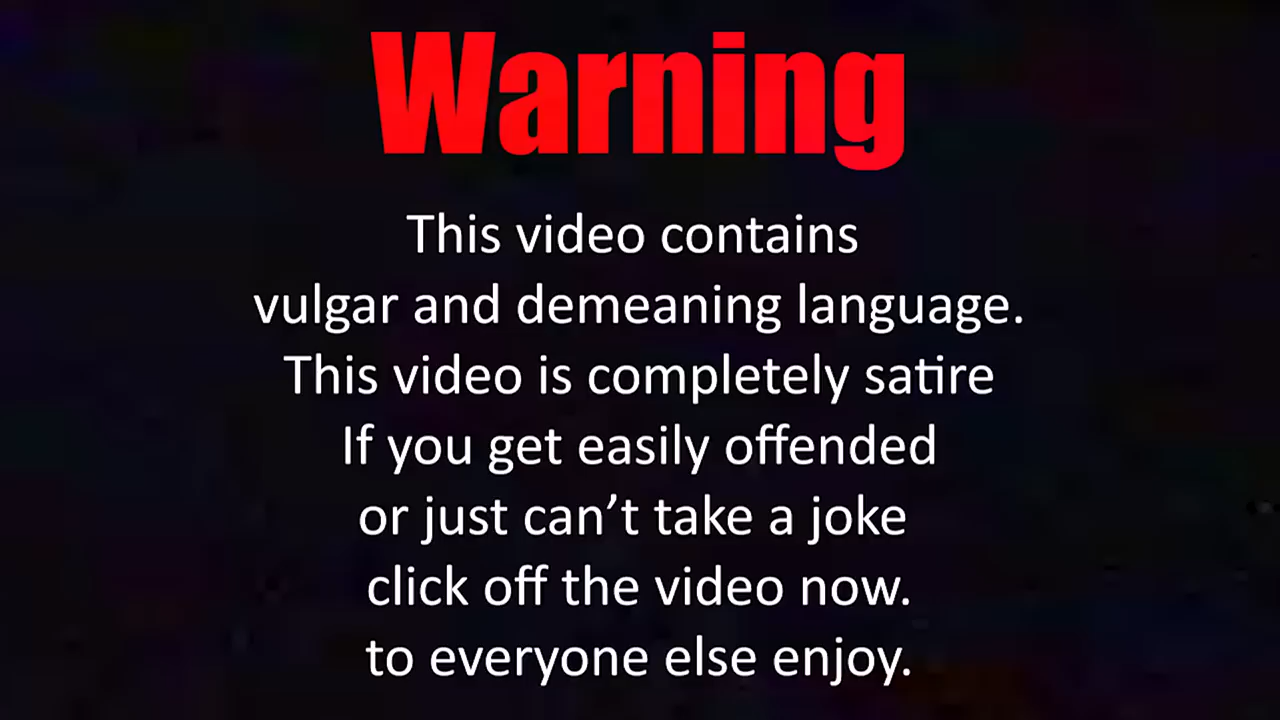 Warning
This video contains
vulgar and demeaning language.
This video is completely satire
If you get easily offended
or just can’t take a joke
click off the video now.
to everyone else enjoy.